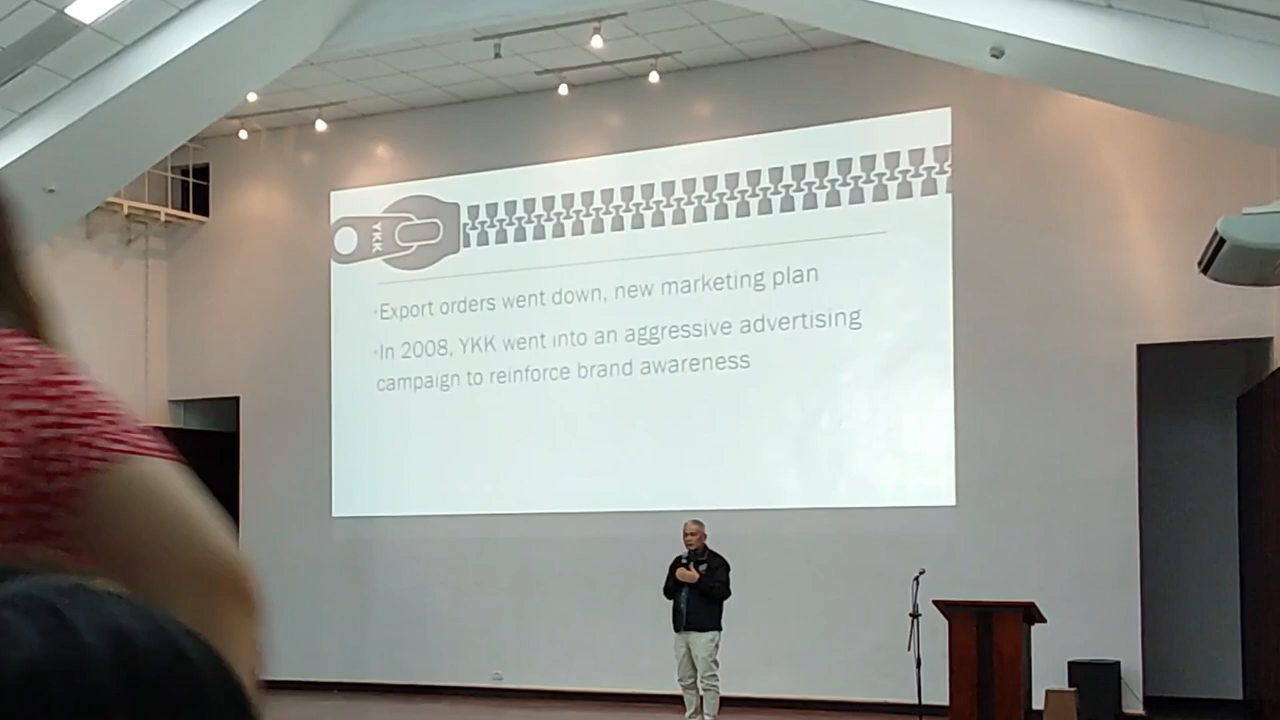 YKK
•Export orders went down, new marketing plan
•In 2008, YKK went into an aggressive advertising
campaign to reinforce brand awareness